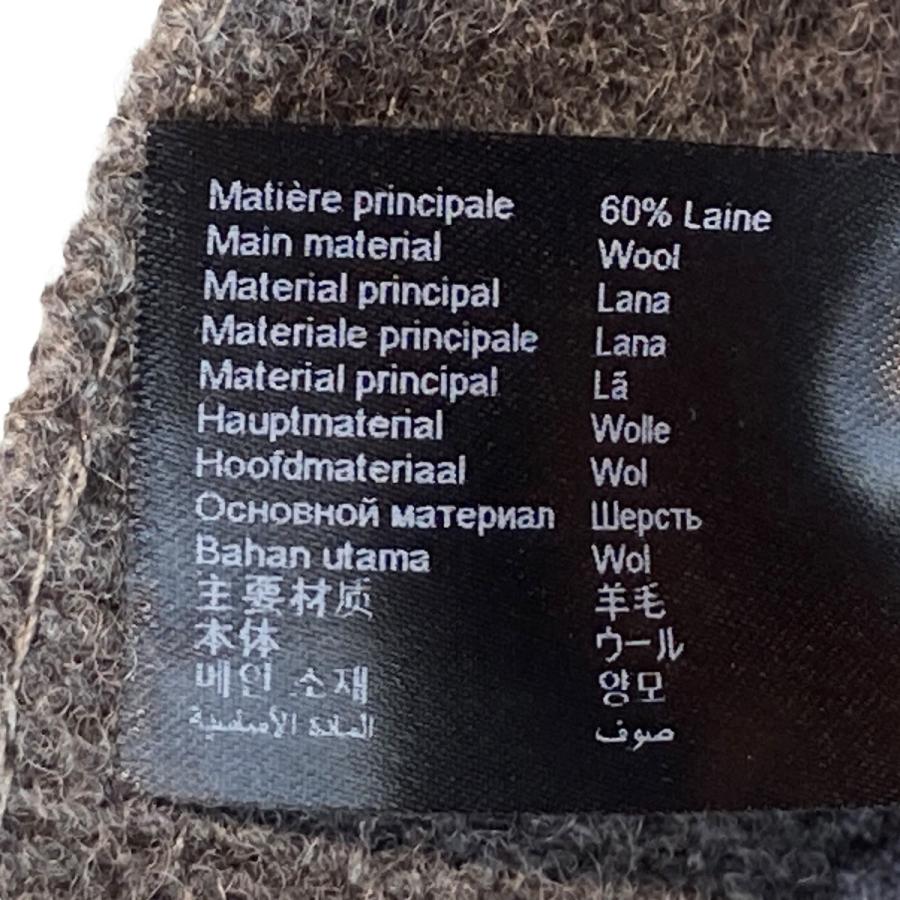 Matière principale 60% Laine
Main material Wool
Material principal Lana
Materiale principale Lana
Material principal Lã
Hauptmaterial Wolle
Hoofdmateriaal Wol
Основной материал Шерсть
Bahan utama Wol
主要材质 羊毛
本体 ウール
메인 소재 양모
المادة الأساسية صوف